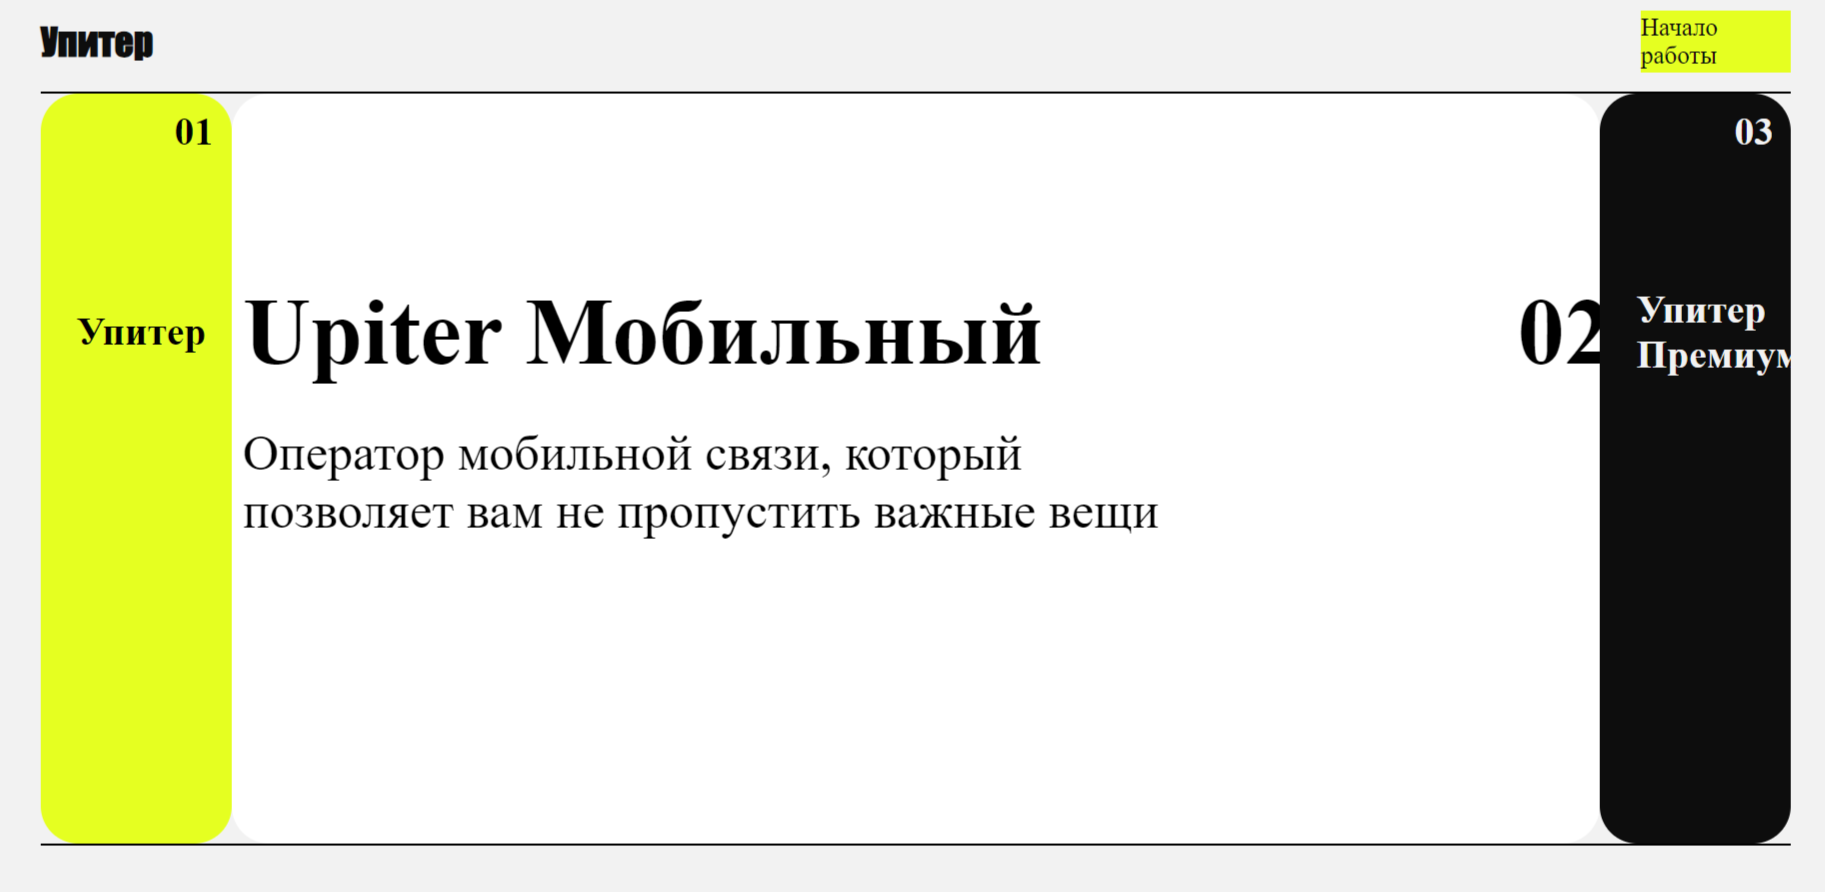 Упитер
Начало
работы
01
Упитер
Upiter Мобильный
02
Оператор мобильной связи, который
позволяет вам не пропустить важные вещи
03
Упитер
Премиум